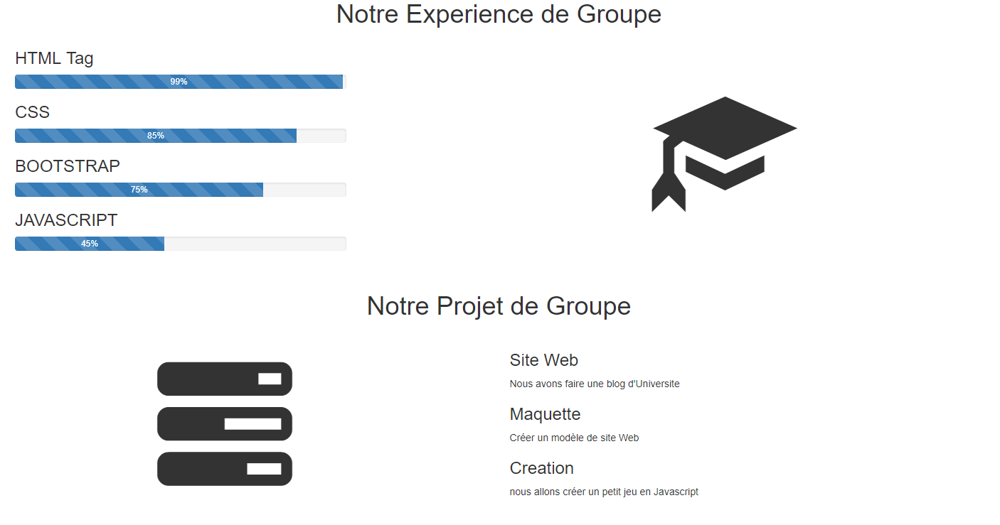 Notre Experience de Groupe
HTML Tag
99%
CSS
85%
BOOTSTRAP
75%
JAVASCRIPT
45%
Notre Projet de Groupe
Site Web
Nous avons faire une blog d'Universite
Maquette
Créer un modèle de site Web
Creation
nous allons créer un petit jeu en Javascript